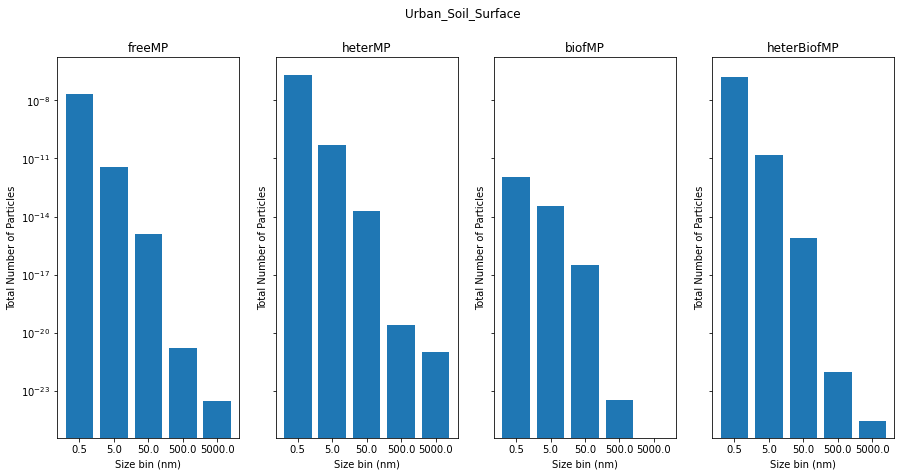 Urban_Soil_Surface
freeMP
heterMP
biofMP
heterBiofMP
Total Number of Particles
10⁻⁸
10⁻¹¹
10⁻¹⁴
10⁻¹⁷
10⁻²⁰
10⁻²³
Total Number of Particles
Total Number of Particles
Total Number of Particles
0.5 5.0 50.0 500.0 5000.0
0.5 5.0 50.0 500.0 5000.0
0.5 5.0 50.0 500.0 5000.0
0.5 5.0 50.0 500.0 5000.0
Size bin (nm)
Size bin (nm)
Size bin (nm)
Size bin (nm)